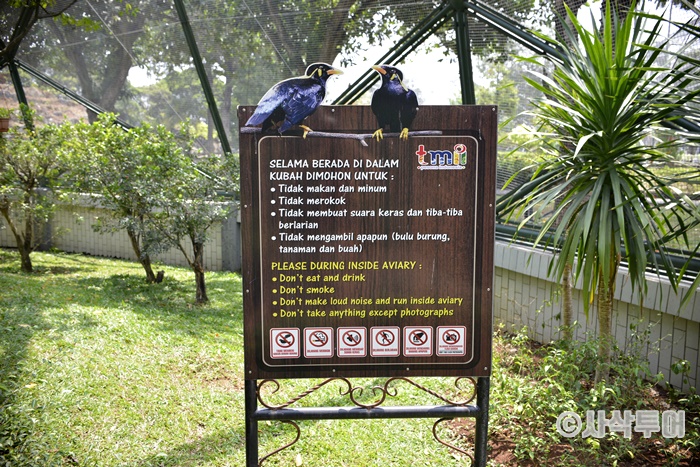 SELAMA BERADA DI DALAM
KUBAH DIMOHON UNTUK :
tmii
• Tidak makan dan minum
• Tidak merokok
• Tidak membuat suara keras dan tiba-tiba
berlarian
• Tidak mengambil apapun (bulu burung,
tanaman dan buah)
PLEASE DURING INSIDE AVIARY :
• Don't eat and drink
• Don't smoke
• Don't make loud noise and run inside aviary
• Don't take anything except photographs
©사삭투어